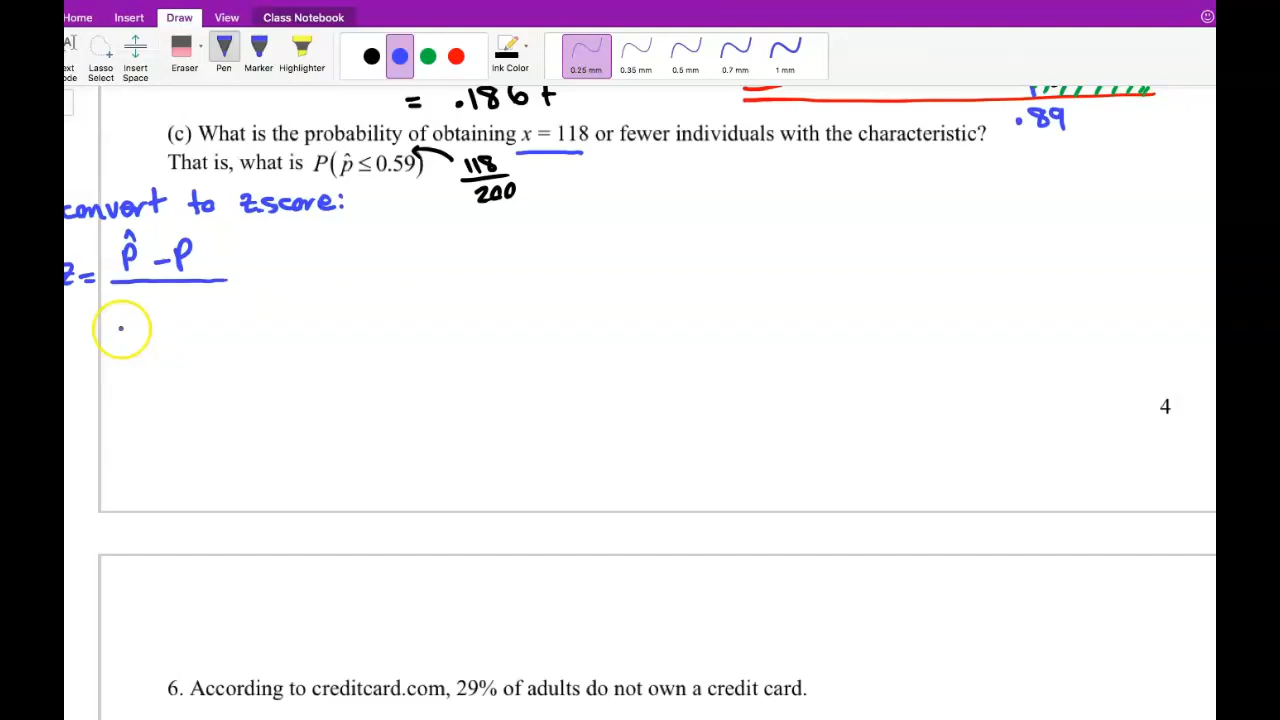 Home Insert Draw View Class Notebook
Eraser Pen Marker Highlighter
Lasso Select
Insert Space
Ink Color
0.25 mm 0.35 mm 0.5 mm 0.7 mm 1 mm
= .186+
.89
(c) What is the probability of obtaining x = 118 or fewer individuals with the characteristic?
That is, what is P(p̂ ≤ 0.59)
118
200
convert to zscore:
z = p̂ - p
4
6. According to creditcard.com, 29% of adults do not own a credit card.